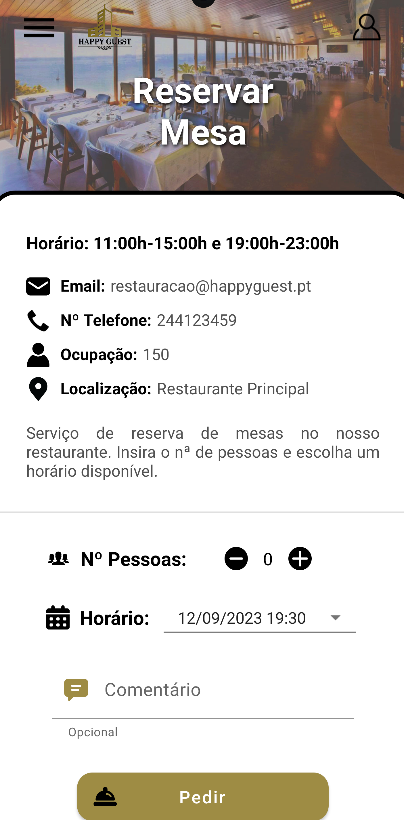 HAPPY GUEST
Reservar
Mesa
Horário: 11:00h-15:00h e 19:00h-23:00h
Email: restauracao@happyguest.pt
Nº Telefone: 244123459
Ocupação: 150
Localização: Restaurante Principal
Serviço de reserva de mesas no nosso
restaurante. Insira o nª de pessoas e escolha um
horário disponível.
Nº Pessoas: 0
Horário: 12/09/2023 19:30
Comentário
Opcional
Pedir